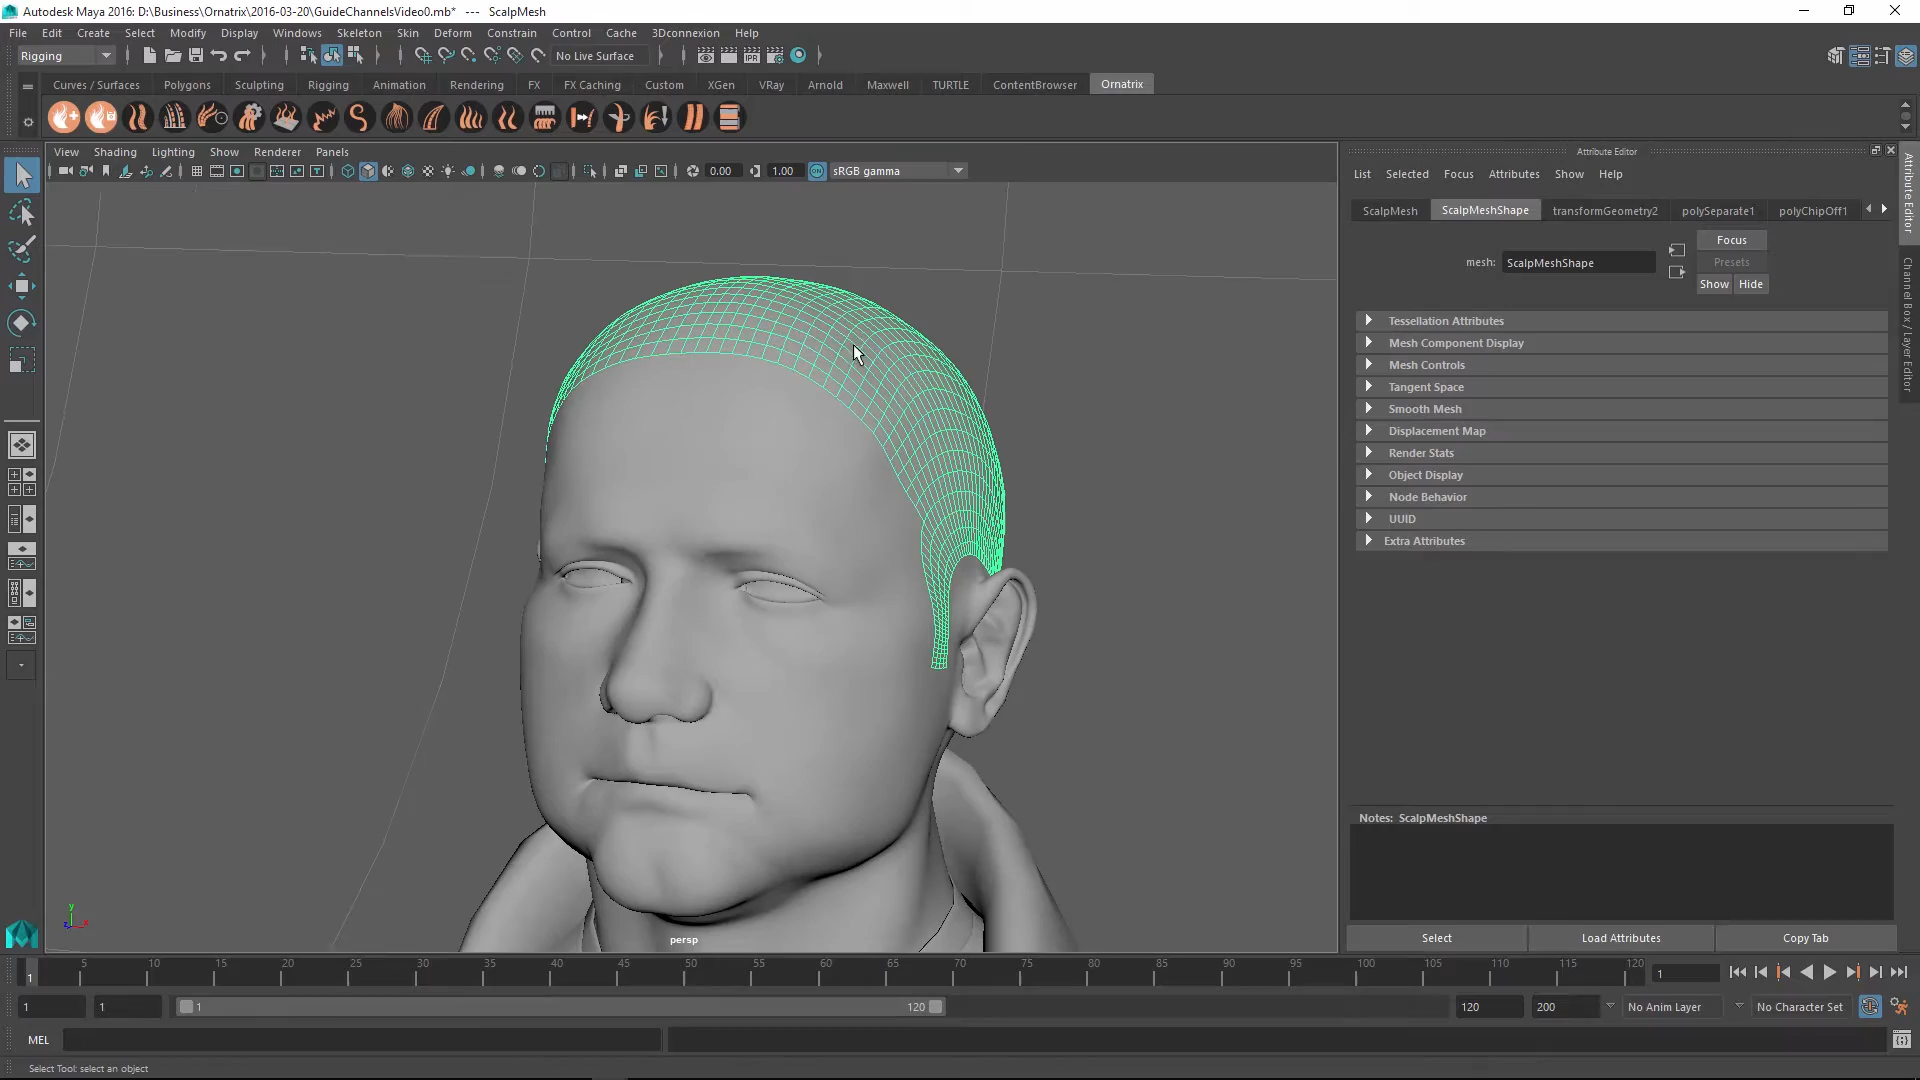 Autodesk Maya 2016: D:\Business\Ornatrix\2016-03-20\GuideChannelsVideo0.mb*   ---   ScalpMesh
File Edit Create Select Modify Display Windows Skeleton Skin Deform Constrain Control Cache 3Dconnexion Help
Rigging No Live Surface
Curves / Surfaces Polygons Sculpting Rigging Animation Rendering FX FX Caching Custom XGen VRay Arnold Maxwell TURTLE ContentBrowser Ornatrix
View Shading Lighting Show Renderer Panels
0.00 1.00 ON sRGB gamma
Attribute Editor
List Selected Focus Attributes Show Help
ScalpMesh ScalpMeshShape transformGeometry2 polySeparate1 polyChipOff1
mesh: ScalpMeshShape
Focus
Presets
Show Hide
Tessellation Attributes
Mesh Component Display
Mesh Controls
Tangent Space
Smooth Mesh
Displacement Map
Render Stats
Object Display
Node Behavior
UUID
Extra Attributes
Attribute Editor
Channel Box / Layer Editor
Notes: ScalpMeshShape
Select Load Attributes Copy Tab
y
z x
persp
1 5 10 15 20 25 30 35 40 45 50 55 60 65 70 75 80 85 90 95 100 105 110 115 120 1
1 1 1 120 120 200 No Anim Layer No Character Set
MEL
Select Tool: select an object